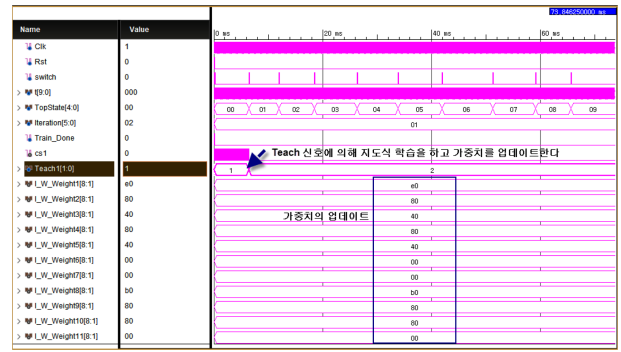 73.846250000 ms
Name Value 0 ms 20 ms 40 ms 60 ms
Clk 1
Rst 0
switch 0
> t[9:0] 000
> TopState[4:0] 00 00 01 02 03 04 05 06 07 08 09
> Iteration[5:0] 02 01
Train_Done 0
cs1 0 Teach 신호에 의해 지도식 학습을 하고 가중치를 업데이트한다
> Teach1[1:0] 1 1 2
> I_W_Weight1[8:1] e0 e0
> I_W_Weight2[8:1] 80 80
> I_W_Weight3[8:1] 40 가중치의 업데이트 40
> I_W_Weight4[8:1] 80 80
> I_W_Weight5[8:1] 40 40
> I_W_Weight6[8:1] 00 00
> I_W_Weight7[8:1] 00 00
> I_W_Weight8[8:1] b0 b0
> I_W_Weight9[8:1] 80 80
> I_W_Weight10[8:1] 80 80
> I_W_Weight11[8:1] 00 00